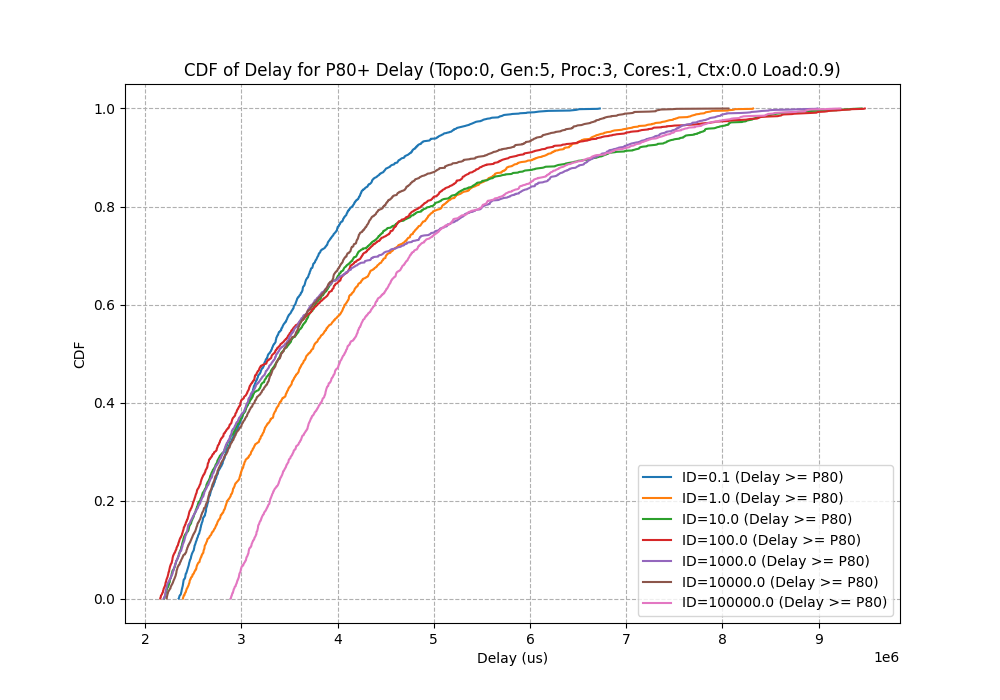 CDF of Delay for P80+ Delay (Topo:0, Gen:5, Proc:3, Cores:1, Ctx:0.0 Load:0.9)
CDF
1.0
0.8
0.6
0.4
0.2
0.0
ID=0.1 (Delay >= P80)
ID=1.0 (Delay >= P80)
ID=10.0 (Delay >= P80)
ID=100.0 (Delay >= P80)
ID=1000.0 (Delay >= P80)
ID=10000.0 (Delay >= P80)
ID=100000.0 (Delay >= P80)
2 3 4 5 6 7 8 9
1e6
Delay (us)